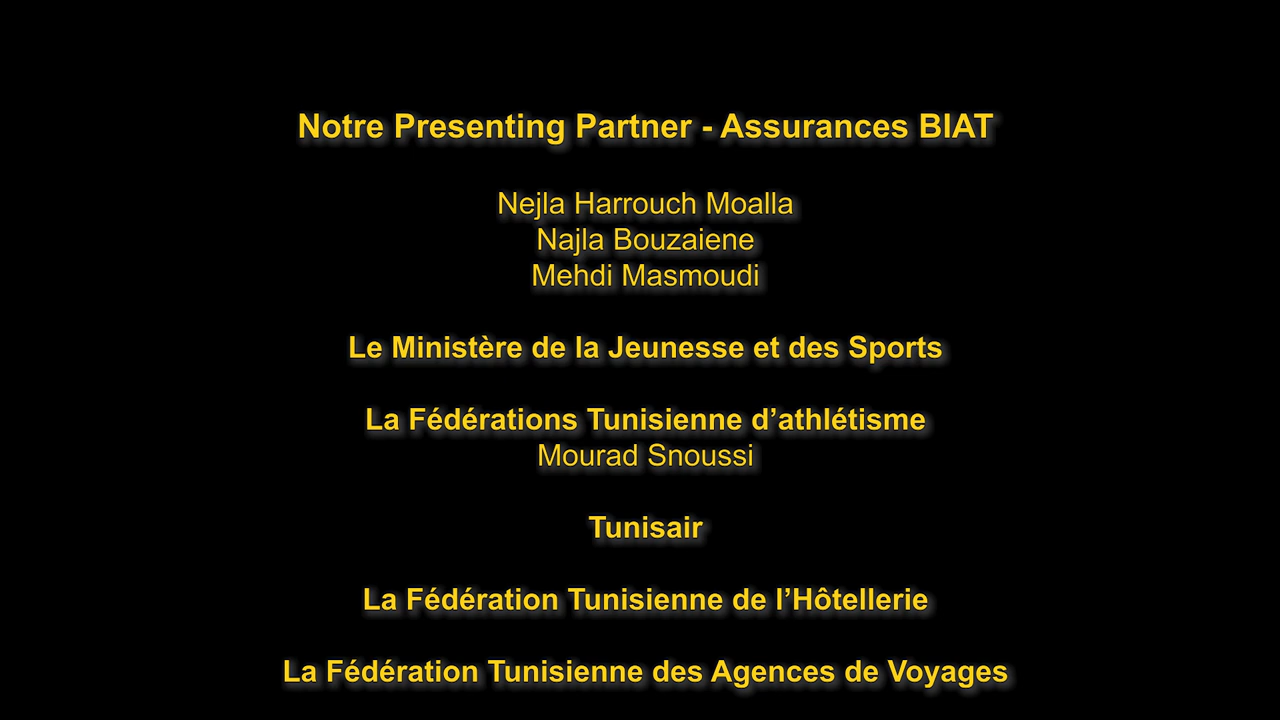 Notre Presenting Partner - Assurances BIAT
Nejla Harrouch Moalla
Najla Bouzaiene
Mehdi Masmoudi
Le Ministère de la Jeunesse et des Sports
La Fédérations Tunisienne d’athlétisme
Mourad Snoussi
Tunisair
La Fédération Tunisienne de l’Hôtellerie
La Fédération Tunisienne des Agences de Voyages